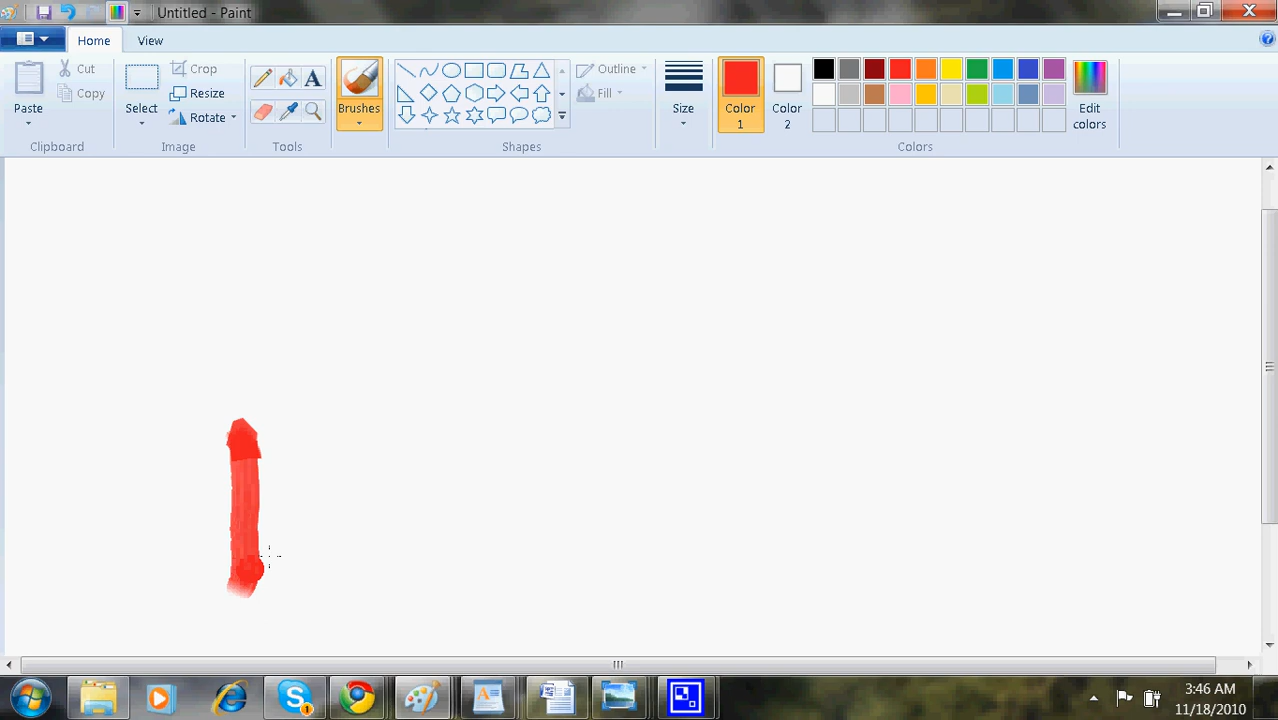 Untitled - Paint
Home View
Paste
Cut
Copy
Clipboard
Select
Crop
Resize
Rotate
Image
Tools
Brushes
Outline
Fill
Shapes
Size
Color 1
Color 2
Edit colors
Colors
3:46 AM
11/18/2010